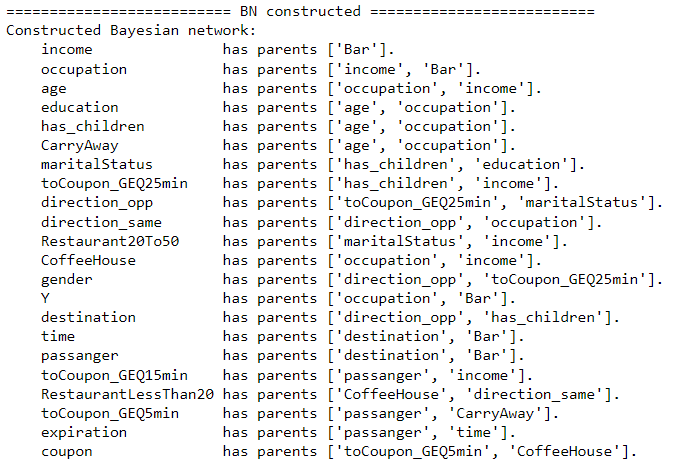 =========================== BN constructed ===========================
Constructed Bayesian network:
    income                has parents ['Bar'].
    occupation            has parents ['income', 'Bar'].
    age                   has parents ['occupation', 'income'].
    education             has parents ['age', 'occupation'].
    has_children          has parents ['age', 'occupation'].
    CarryAway             has parents ['age', 'occupation'].
    maritalStatus         has parents ['has_children', 'education'].
    toCoupon_GEQ25min     has parents ['has_children', 'income'].
    direction_opp         has parents ['toCoupon_GEQ25min', 'maritalStatus'].
    direction_same        has parents ['direction_opp', 'occupation'].
    Restaurant20To50      has parents ['maritalStatus', 'income'].
    CoffeeHouse           has parents ['occupation', 'income'].
    gender                has parents ['direction_opp', 'toCoupon_GEQ25min'].
    Y                     has parents ['occupation', 'Bar'].
    destination           has parents ['direction_opp', 'has_children'].
    time                  has parents ['destination', 'Bar'].
    passanger             has parents ['destination', 'Bar'].
    toCoupon_GEQ15min     has parents ['passanger', 'income'].
    RestaurantLessThan20 has parents ['CoffeeHouse', 'direction_same'].
    toCoupon_GEQ5min      has parents ['passanger', 'CarryAway'].
    expiration            has parents ['passanger', 'time'].
    coupon                has parents ['toCoupon_GEQ5min', 'CoffeeHouse'].